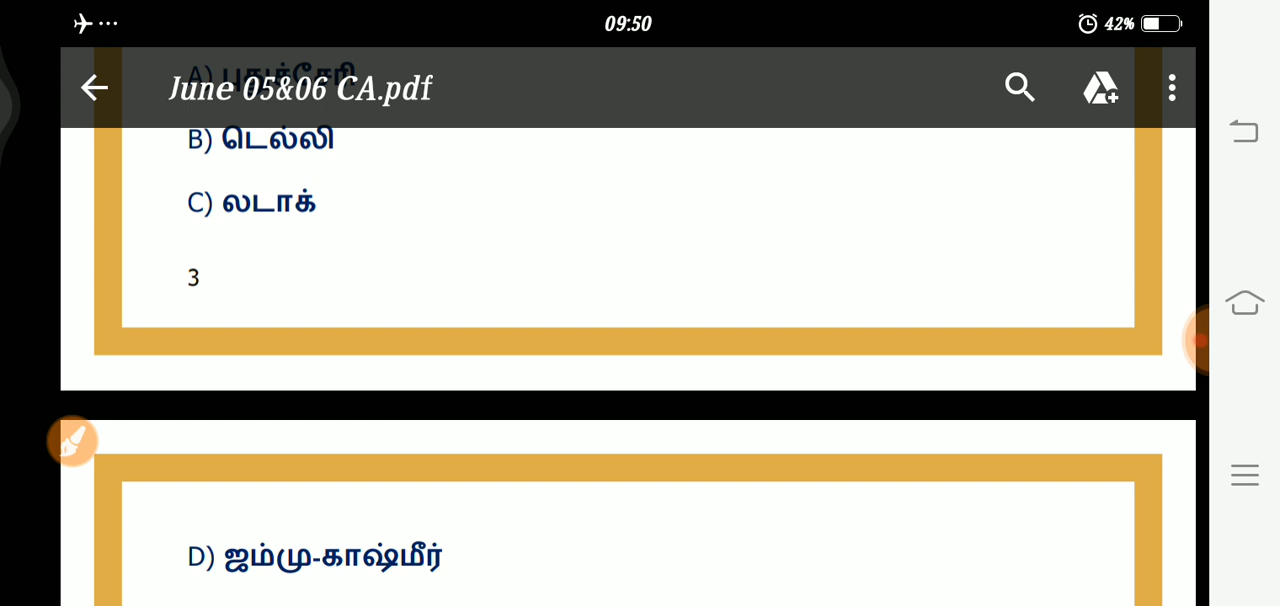 09:50
42%
June 05&06 CA.pdf
A) புதுச்சேரி
B) டெல்லி
C) லடாக்
3
D) ஜம்மு-காஷ்மீர்